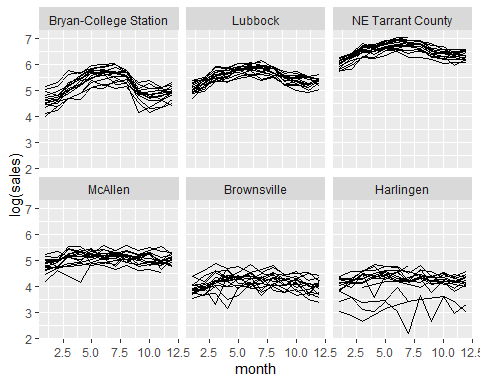 Bryan-College Station Lubbock NE Tarrant County
7
6
5
4
3
2
McAllen Brownsville Harlingen
7
6
5
4
3
2
log(sales)
2.5 5.0 7.5 10.0 12.5 2.5 5.0 7.5 10.0 12.5 2.5 5.0 7.5 10.0 12.5
month